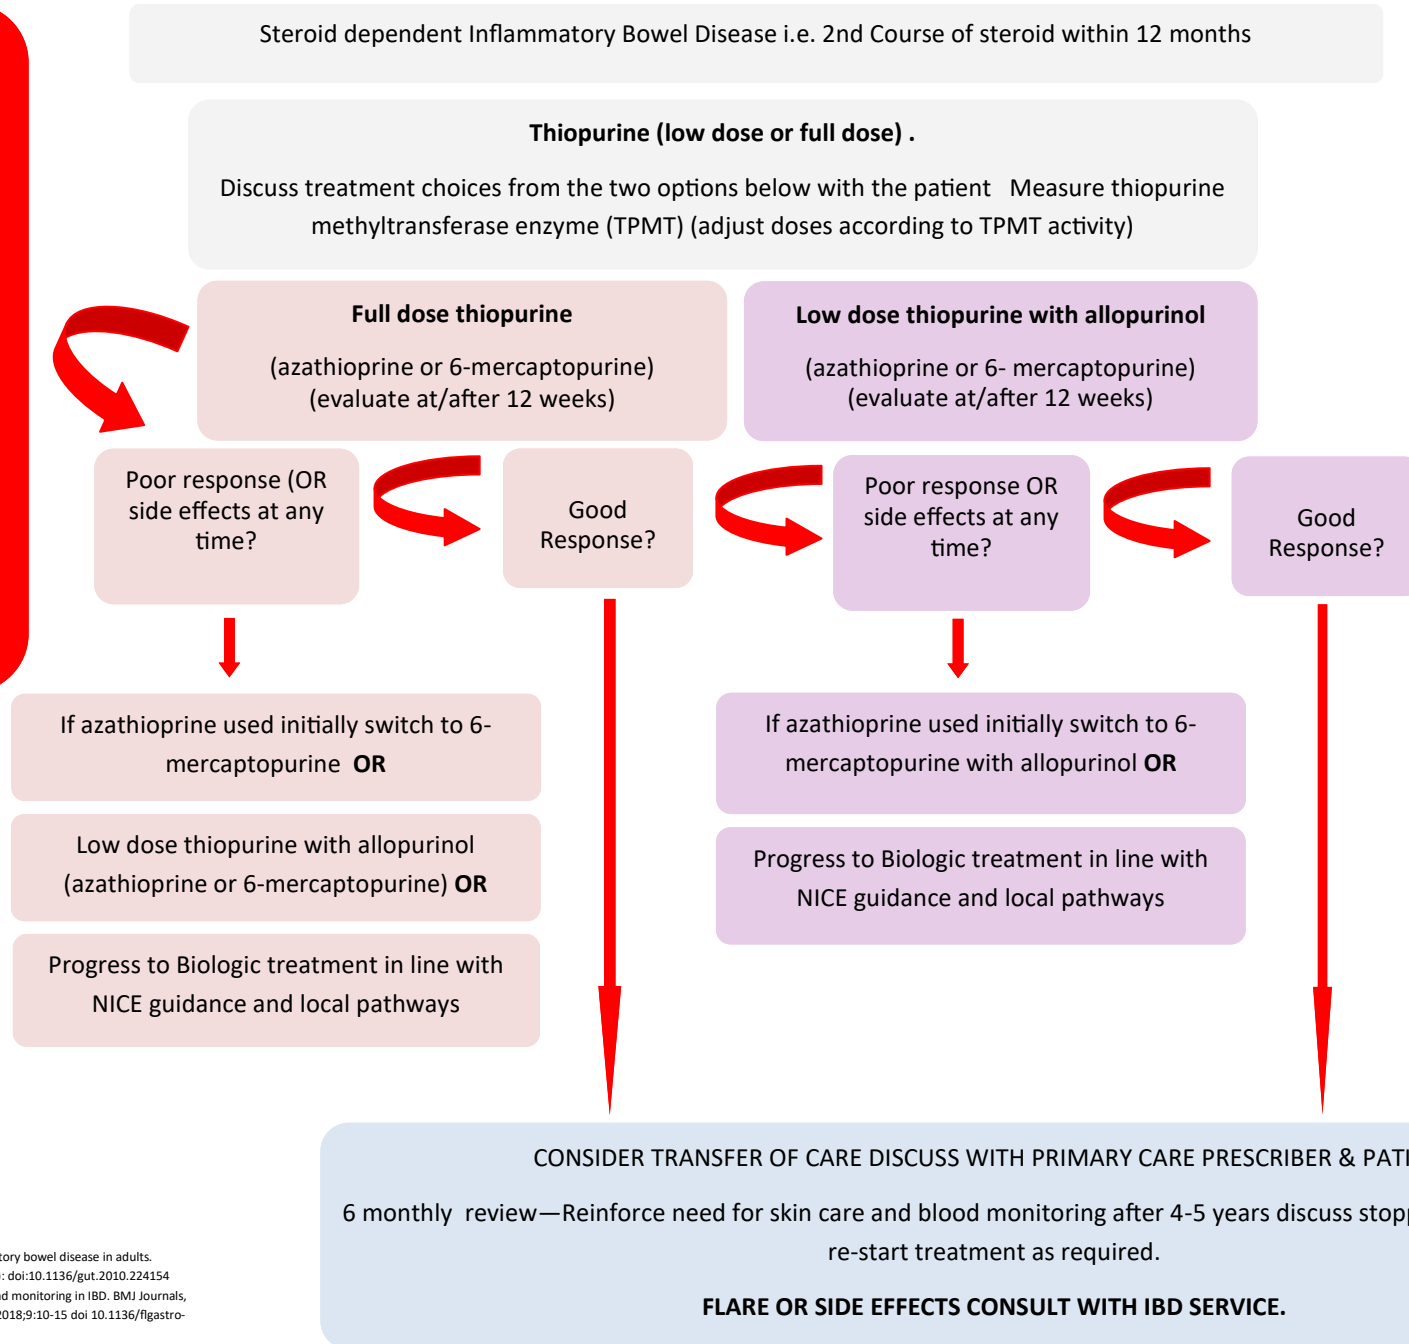 Steroid dependent Inflammatory Bowel Disease i.e. 2nd Course of steroid within 12 months
Thiopurine (low dose or full dose) .
Discuss treatment choices from the two options below with the patient   Measure thiopurine
methyltransferase enzyme (TPMT) (adjust doses according to TPMT activity)
Full dose thiopurine
(azathioprine or 6-mercaptopurine)
(evaluate at/after 12 weeks)
Low dose thiopurine with allopurinol
(azathioprine or 6- mercaptopurine)
(evaluate at/after 12 weeks)
Poor response (OR
side effects at any
time?
Good
Response?
Poor response OR
side effects at any
time?
Good
Response?
If azathioprine used initially switch to 6-
mercaptopurine  OR
Low dose thiopurine with allopurinol
(azathioprine or 6-mercaptopurine) OR
Progress to Biologic treatment in line with
NICE guidance and local pathways
If azathioprine used initially switch to 6-
mercaptopurine with allopurinol OR
Progress to Biologic treatment in line with
NICE guidance and local pathways
CONSIDER TRANSFER OF CARE DISCUSS WITH PRIMARY CARE PRESCRIBER &
6 monthly  review—Reinforce need for skin care and blood monitoring after 4-5 years discuss
re-start treatment as required.
FLARE OR SIDE EFFECTS CONSULT WITH IBD SERVICE.
bowel disease in adults.
doi:10.1136/gut.2010.224154
monitoring in IBD. BMJ Journals,
2018;9:10-15 doi 10.1136/flgastro-